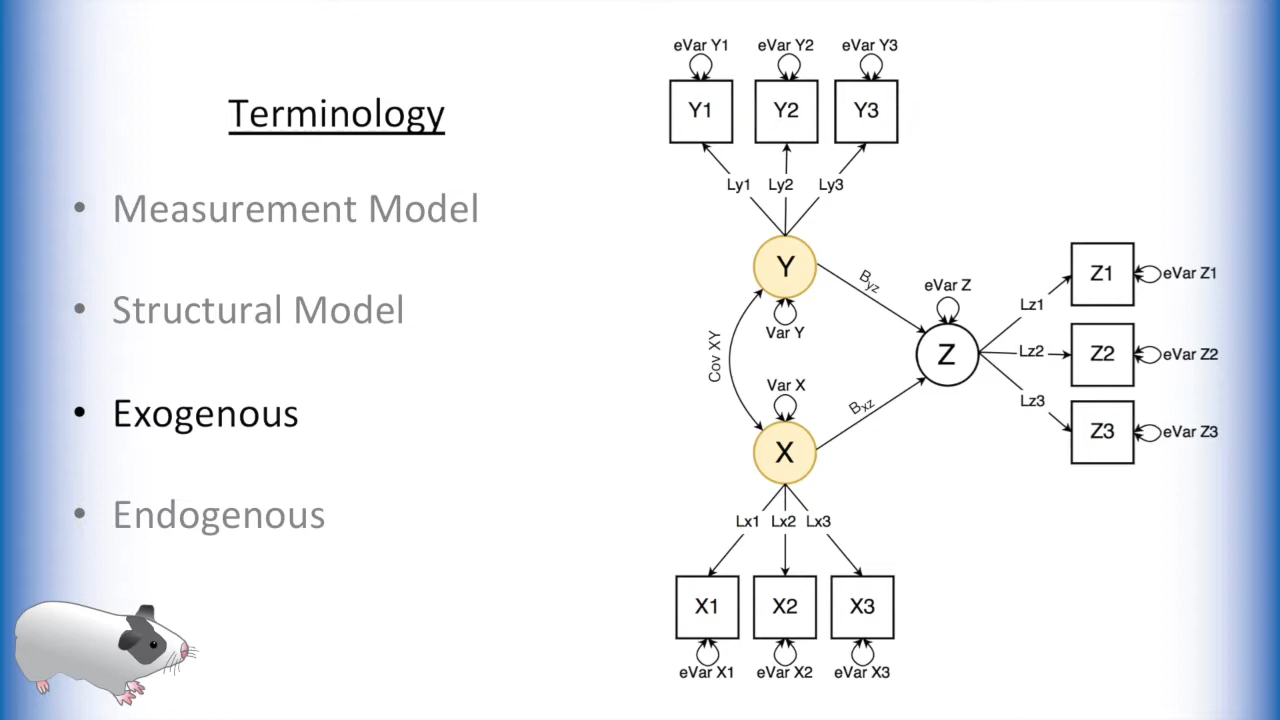 Terminology
• Measurement Model
• Structural Model
• Exogenous
• Endogenous
eVar Y1 eVar Y2 eVar Y3
Y1 Y2 Y3
Ly1 Ly2 Ly3
Y
Byz
Var Y
Cov XY
eVar Z
Z
Var X
Bxz
X
Lz1
Lz2
Lz3
Z1 eVar Z1
Z2 eVar Z2
Z3 eVar Z3
Lx1 Lx2 Lx3
X1 X2 X3
eVar X1 eVar X2 eVar X3